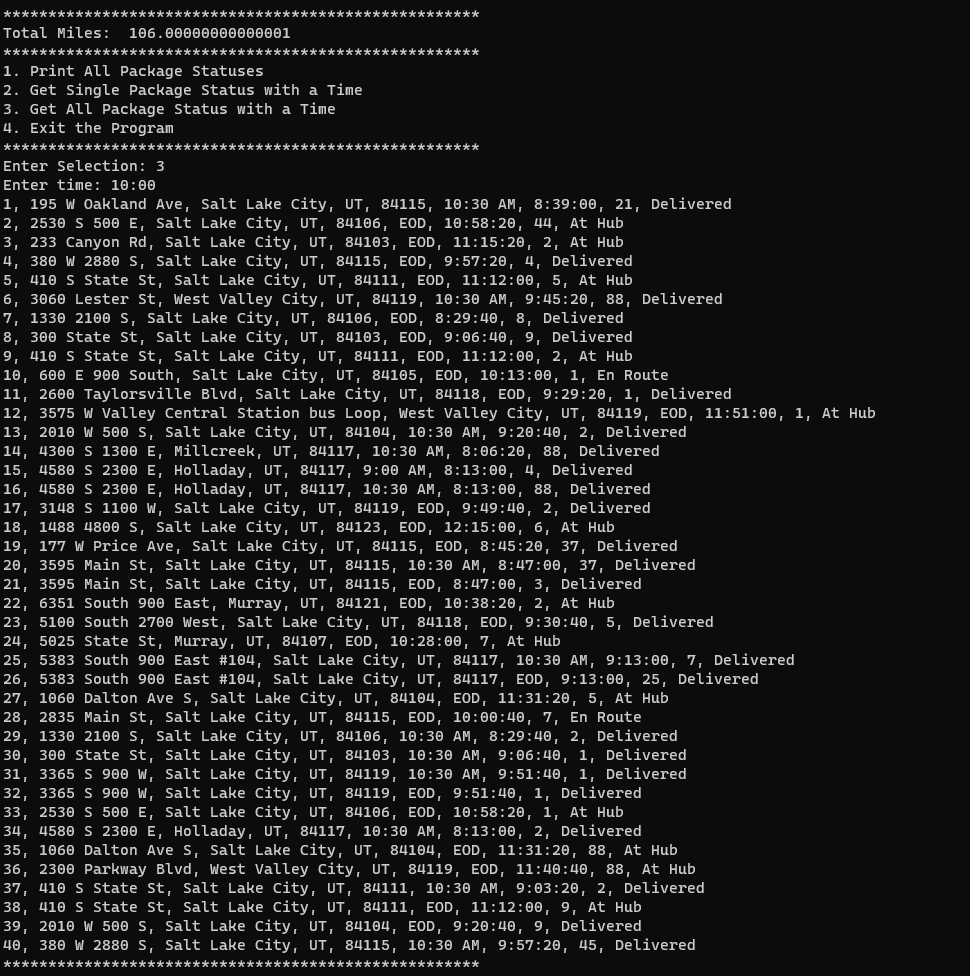 *****************************************************
Total Miles:  106.00000000000001
*****************************************************
1. Print All Package Statuses
2. Get Single Package Status with a Time
3. Get All Package Status with a Time
4. Exit the Program
*****************************************************
Enter Selection: 3
Enter time: 10:00
1, 195 W Oakland Ave, Salt Lake City, UT, 84115, 10:30 AM, 8:39:00, 21, Delivered
2, 2530 S 500 E, Salt Lake City, UT, 84106, EOD, 10:58:20, 44, At Hub
3, 233 Canyon Rd, Salt Lake City, UT, 84103, EOD, 11:15:20, 2, At Hub
4, 380 W 2880 S, Salt Lake City, UT, 84115, EOD, 9:57:20, 4, Delivered
5, 410 S State St, Salt Lake City, UT, 84111, EOD, 11:12:00, 5, At Hub
6, 3060 Lester St, West Valley City, UT, 84119, 10:30 AM, 9:45:20, 88, Delivered
7, 1330 2100 S, Salt Lake City, UT, 84106, EOD, 8:29:40, 8, Delivered
8, 300 State St, Salt Lake City, UT, 84103, EOD, 9:06:40, 9, Delivered
9, 410 S State St, Salt Lake City, UT, 84111, EOD, 11:12:00, 2, At Hub
10, 600 E 900 South, Salt Lake City, UT, 84105, EOD, 10:13:00, 1, En Route
11, 2600 Taylorsville Blvd, Salt Lake City, UT, 84118, EOD, 9:29:20, 1, Delivered
12, 3575 W Valley Central Station bus Loop, West Valley City, UT, 84119, EOD, 11:51:00, 1, At Hub
13, 2010 W 500 S, Salt Lake City, UT, 84104, 10:30 AM, 9:20:40, 2, Delivered
14, 4300 S 1300 E, Millcreek, UT, 84117, 10:30 AM, 8:06:20, 88, Delivered
15, 4580 S 2300 E, Holladay, UT, 84117, 9:00 AM, 8:13:00, 4, Delivered
16, 4580 S 2300 E, Holladay, UT, 84117, 10:30 AM, 8:13:00, 88, Delivered
17, 3148 S 1100 W, Salt Lake City, UT, 84119, EOD, 9:49:40, 2, Delivered
18, 1488 4800 S, Salt Lake City, UT, 84123, EOD, 12:15:00, 6, At Hub
19, 177 W Price Ave, Salt Lake City, UT, 84115, EOD, 8:45:20, 37, Delivered
20, 3595 Main St, Salt Lake City, UT, 84115, 10:30 AM, 8:47:00, 37, Delivered
21, 3595 Main St, Salt Lake City, UT, 84115, EOD, 8:47:00, 3, Delivered
22, 6351 South 900 East, Murray, UT, 84121, EOD, 10:38:20, 2, At Hub
23, 5100 South 2700 West, Salt Lake City, UT, 84118, EOD, 9:30:40, 5, Delivered
24, 5025 State St, Murray, UT, 84107, EOD, 10:28:00, 7, At Hub
25, 5383 South 900 East #104, Salt Lake City, UT, 84117, 10:30 AM, 9:13:00, 7, Delivered
26, 5383 South 900 East #104, Salt Lake City, UT, 84117, EOD, 9:13:00, 25, Delivered
27, 1060 Dalton Ave S, Salt Lake City, UT, 84104, EOD, 11:31:20, 5, At Hub
28, 2835 Main St, Salt Lake City, UT, 84115, EOD, 10:00:40, 7, En Route
29, 1330 2100 S, Salt Lake City, UT, 84106, 10:30 AM, 8:29:40, 2, Delivered
30, 300 State St, Salt Lake City, UT, 84103, 10:30 AM, 9:06:40, 1, Delivered
31, 3365 S 900 W, Salt Lake City, UT, 84119, 10:30 AM, 9:51:40, 1, Delivered
32, 3365 S 900 W, Salt Lake City, UT, 84119, EOD, 9:51:40, 1, Delivered
33, 2530 S 500 E, Salt Lake City, UT, 84106, EOD, 10:58:20, 1, At Hub
34, 4580 S 2300 E, Holladay, UT, 84117, 10:30 AM, 8:13:00, 2, Delivered
35, 1060 Dalton Ave S, Salt Lake City, UT, 84104, EOD, 11:31:20, 88, At Hub
36, 2300 Parkway Blvd, West Valley City, UT, 84119, EOD, 11:40:40, 88, At Hub
37, 410 S State St, Salt Lake City, UT, 84111, 10:30 AM, 9:03:20, 2, Delivered
38, 410 S State St, Salt Lake City, UT, 84111, EOD, 11:12:00, 9, At Hub
39, 2010 W 500 S, Salt Lake City, UT, 84104, EOD, 9:20:40, 9, Delivered
40, 380 W 2880 S, Salt Lake City, UT, 84115, 10:30 AM, 9:57:20, 45, Delivered
*****************************************************